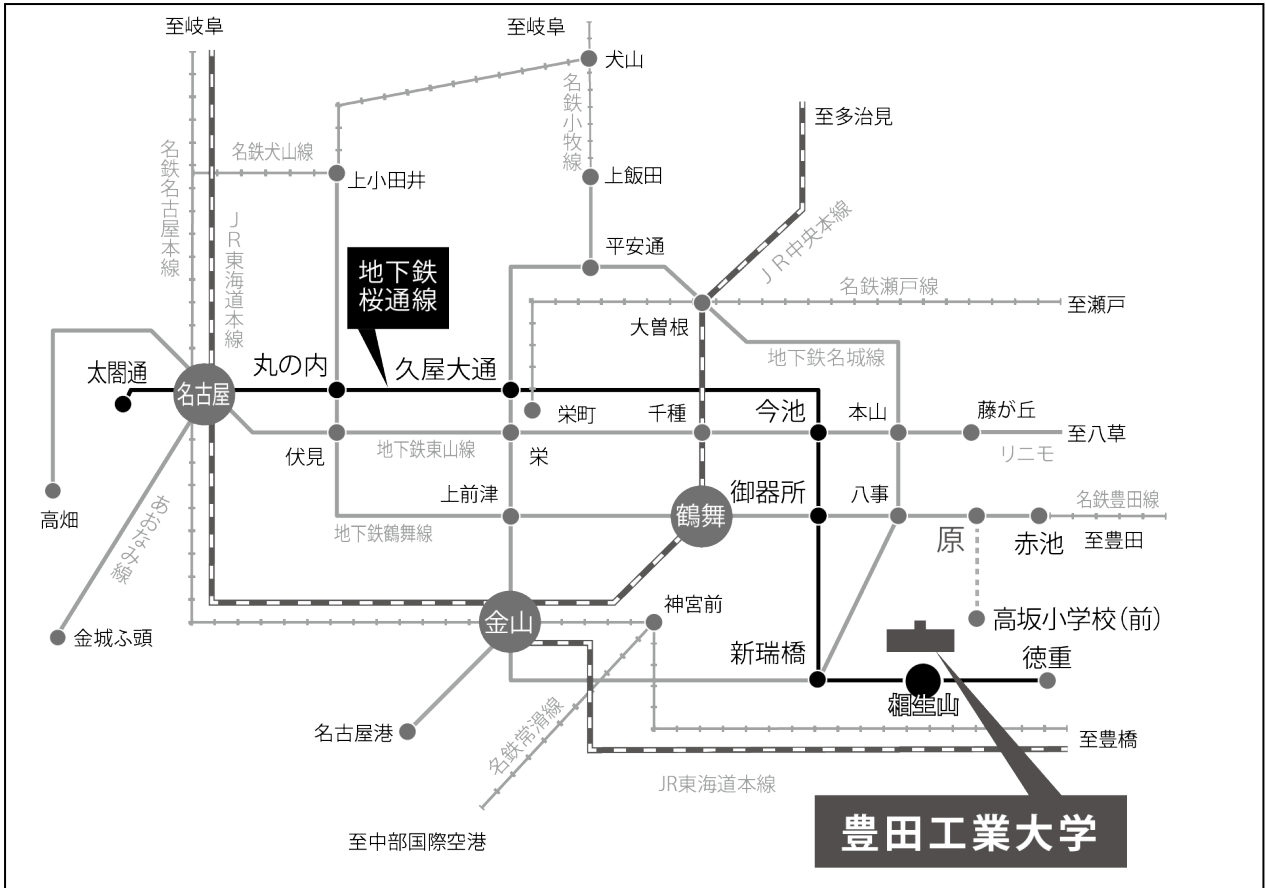 至岐阜
至岐阜
犬山
名鉄小牧線
至多治見
名鉄名古屋本線
名鉄犬山線
上小田井
上飯田
JR東海道本線
平安通
JR中央本線
地下鉄
桜通線
名鉄瀬戸線
至瀬戸
大曽根
地下鉄名城線
太閤通
名古屋
丸の内
久屋大通
栄町
千種
今池
本山
藤が丘
至八草
リニモ
伏見
地下鉄東山線
栄
高畑
あおなみ線
上前津
地下鉄鶴舞線
鶴舞
御器所
八事
原
赤池
名鉄豊田線
至豊田
金城ふ頭
金山
神宮前
高坂小学校(前)
新瑞橋
徳重
相生山
名古屋港
名鉄常滑線
至豊橋
JR東海道本線
至中部国際空港
豊田工業大学